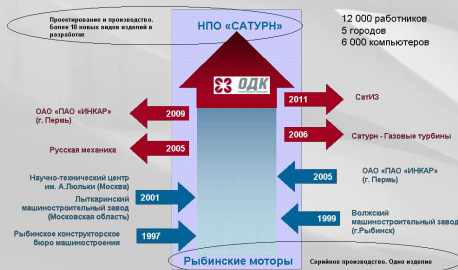 Проектирование и производство.
Более 10 новых видов изделий в
разработке
НПО «САТУРН»
12 000 работников
5 городов
6 000 компьютеров
ОДК
ОАО «ПАО «ИНКАР»
(г. Пермь)
2009
2011
СатИЗ
Русская механика
2005
2006
Сатурн - Газовые турбины
Научно-технический центр
им. А.Люльки (Москва)
2001
Лыткаринский
машиностроительный завод
(Московская область)
2005
ОАО «ПАО «ИНКАР»
(г. Пермь)
Рыбинское конструкторское
бюро машиностроения
1997
1999
Волжский
машиностроительный завод
(г.Рыбинск)
Рыбинские моторы
Серийное производство. Одно изделие